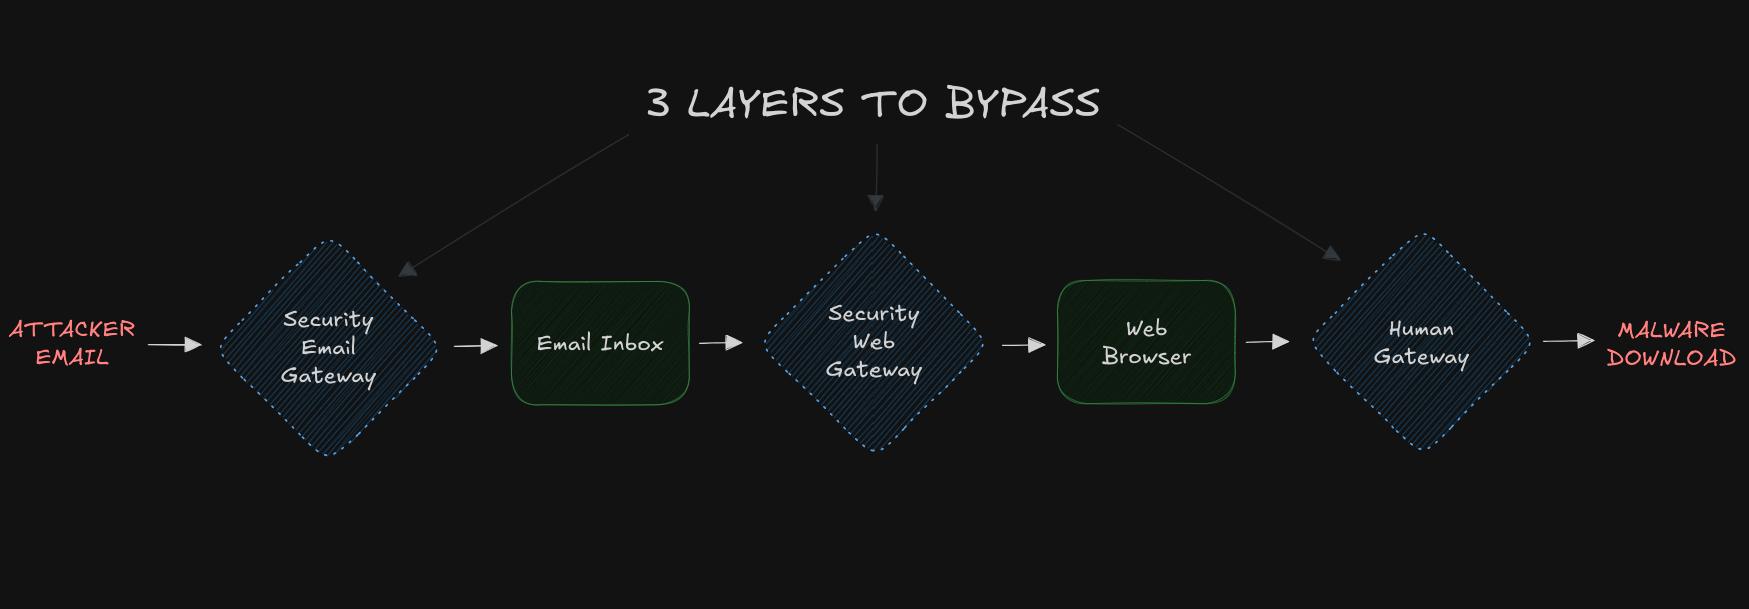 3 LAYERS TO BYPASS
ATTACKER
EMAIL
Security
Email
Gateway
Email Inbox
Security
Web
Gateway
Web
Browser
Human
Gateway
MALWARE
DOWNLOAD